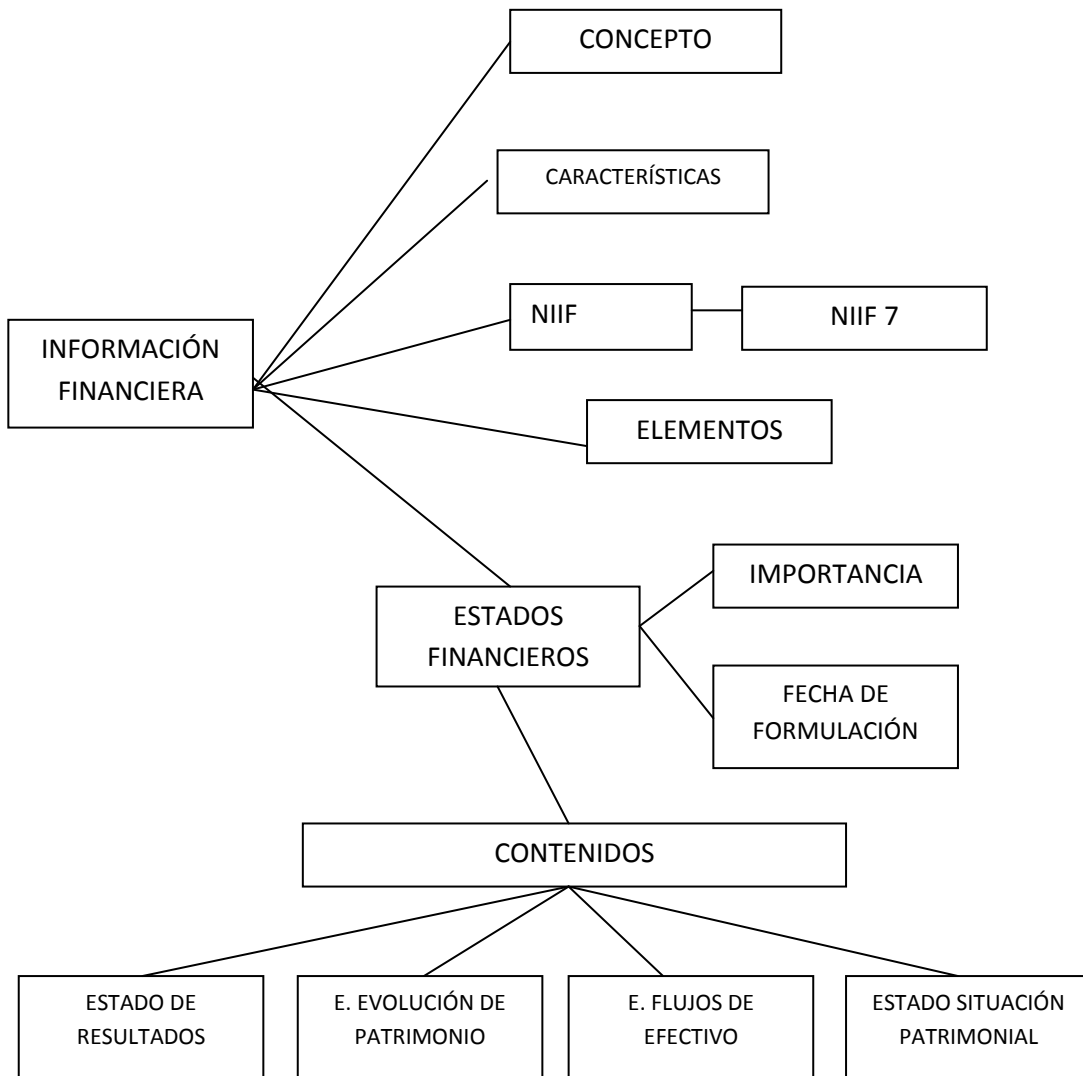 CONCEPTO
CARACTERÍSTICAS
NIIF
NIIF 7
INFORMACIÓN
FINANCIERA
ELEMENTOS
IMPORTANCIA
ESTADOS
FINANCIEROS
FECHA DE
FORMULACIÓN
CONTENIDOS
ESTADO DE
RESULTADOS
E. EVOLUCIÓN DE
PATRIMONIO
E. FLUJOS DE
EFECTIVO
ESTADO SITUACIÓN
PATRIMONIAL